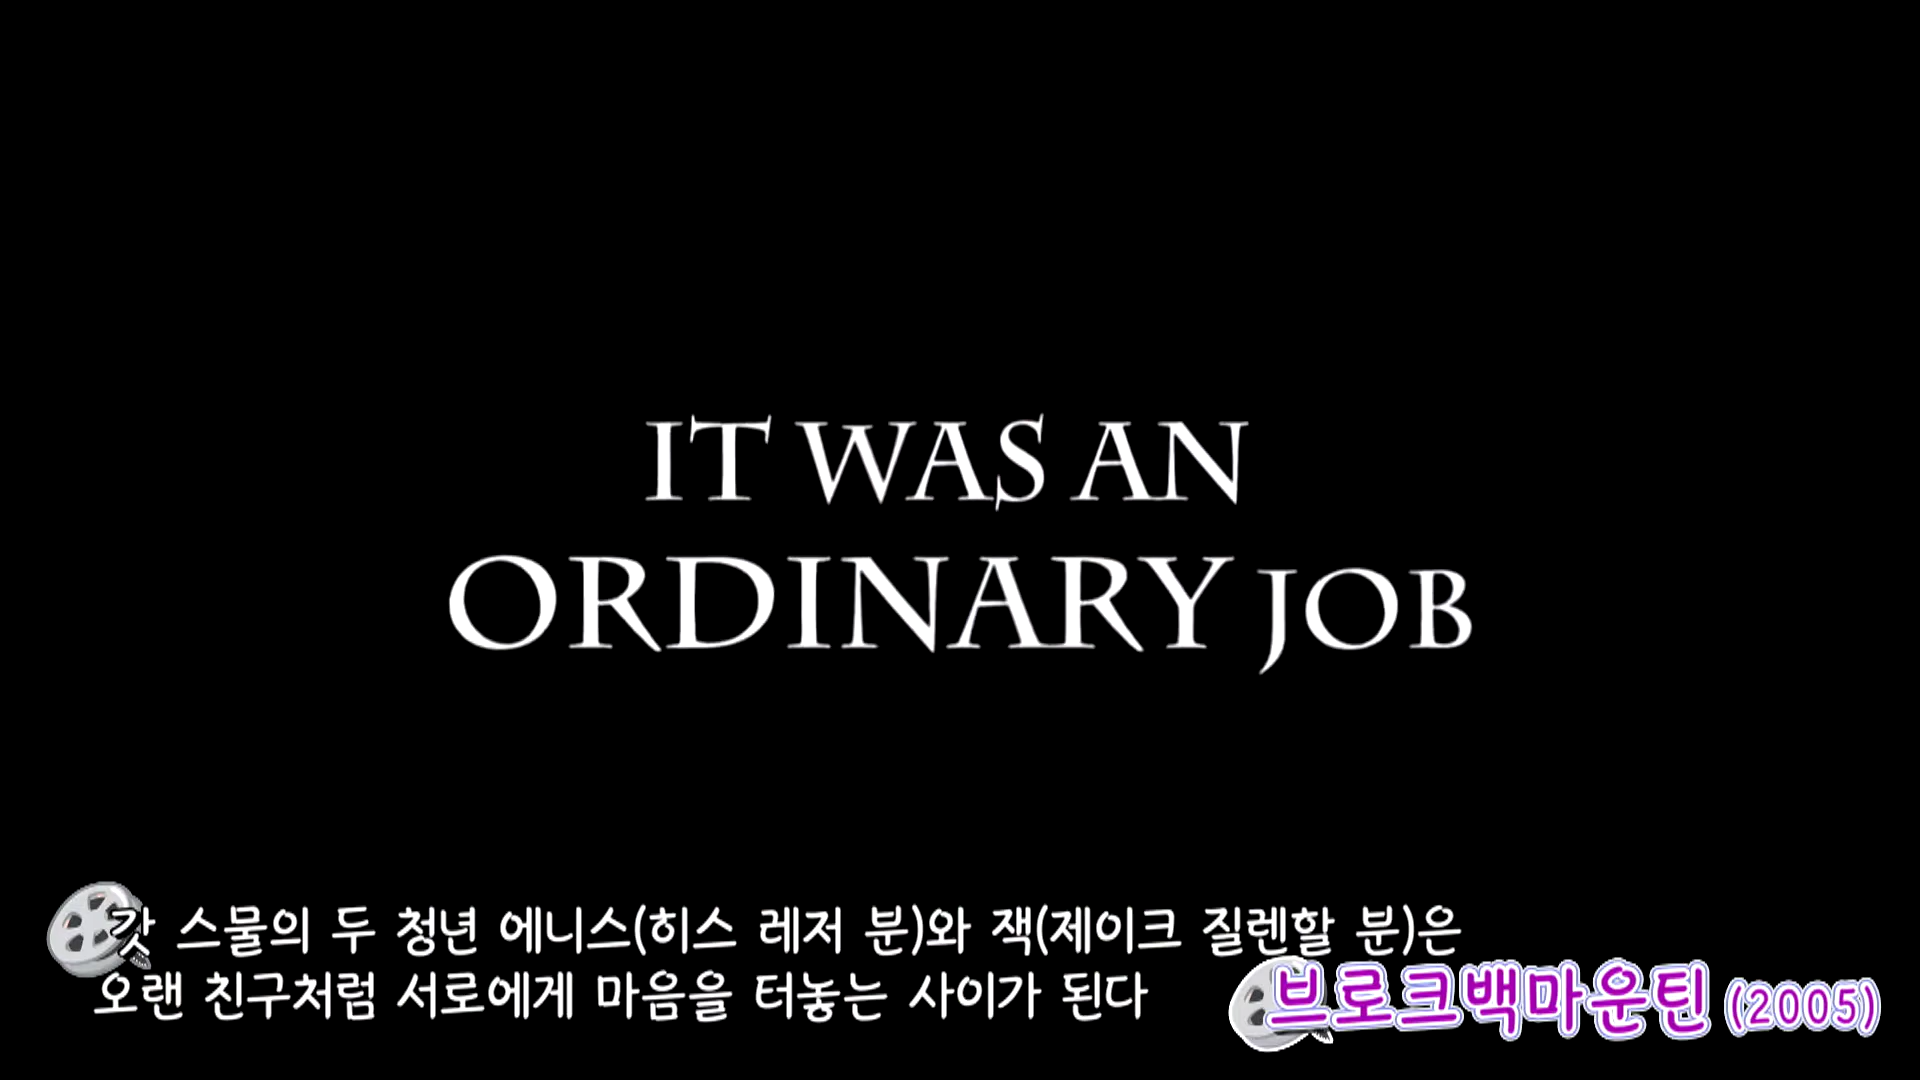 IT WAS AN
ORDINARY JOB
갓 스물의 두 청년 에니스(히스 레저 분)와 잭(제이크 질렌할 분)은
오랜 친구처럼 서로에게 마음을 터놓는 사이가 된다
브로크백마운틴 (2005)